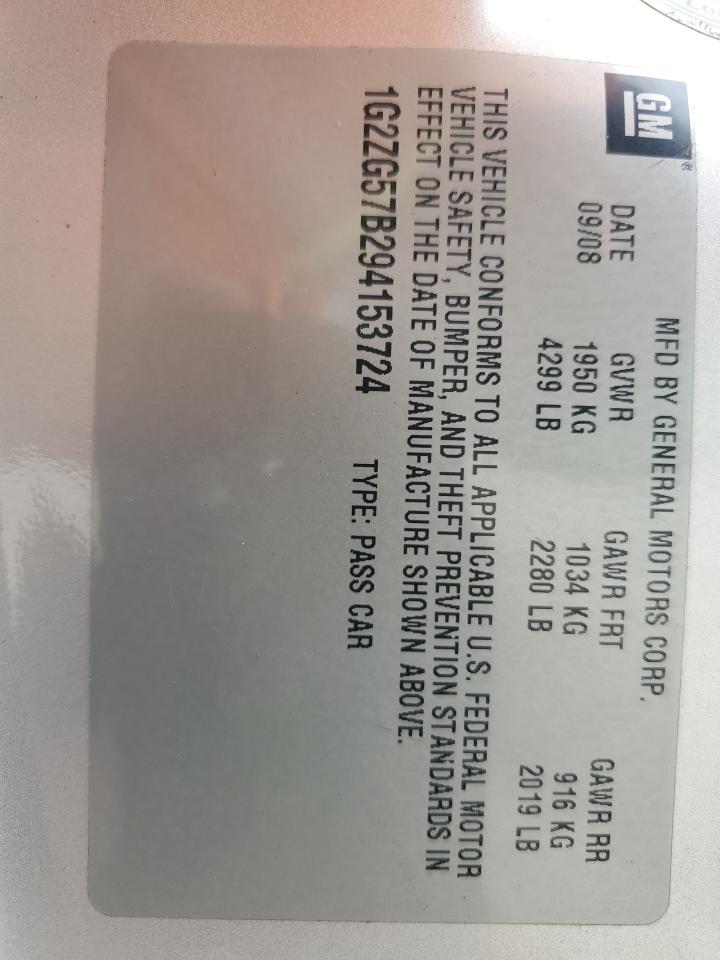 GM®
MFD BY GENERAL MOTORS CORP.
DATE GVWR GAWR FRT GAWR RR
09/08 1950 KG 1034 KG 916 KG
4299 LB 2280 LB 2019 LB
THIS VEHICLE CONFORMS TO ALL APPLICABLE U.S. FEDERAL MOTOR
VEHICLE SAFETY, BUMPER, AND THEFT PREVENTION STANDARDS IN
EFFECT ON THE DATE OF MANUFACTURE SHOWN ABOVE.
1G2ZG57B294153724 TYPE: PASS CAR